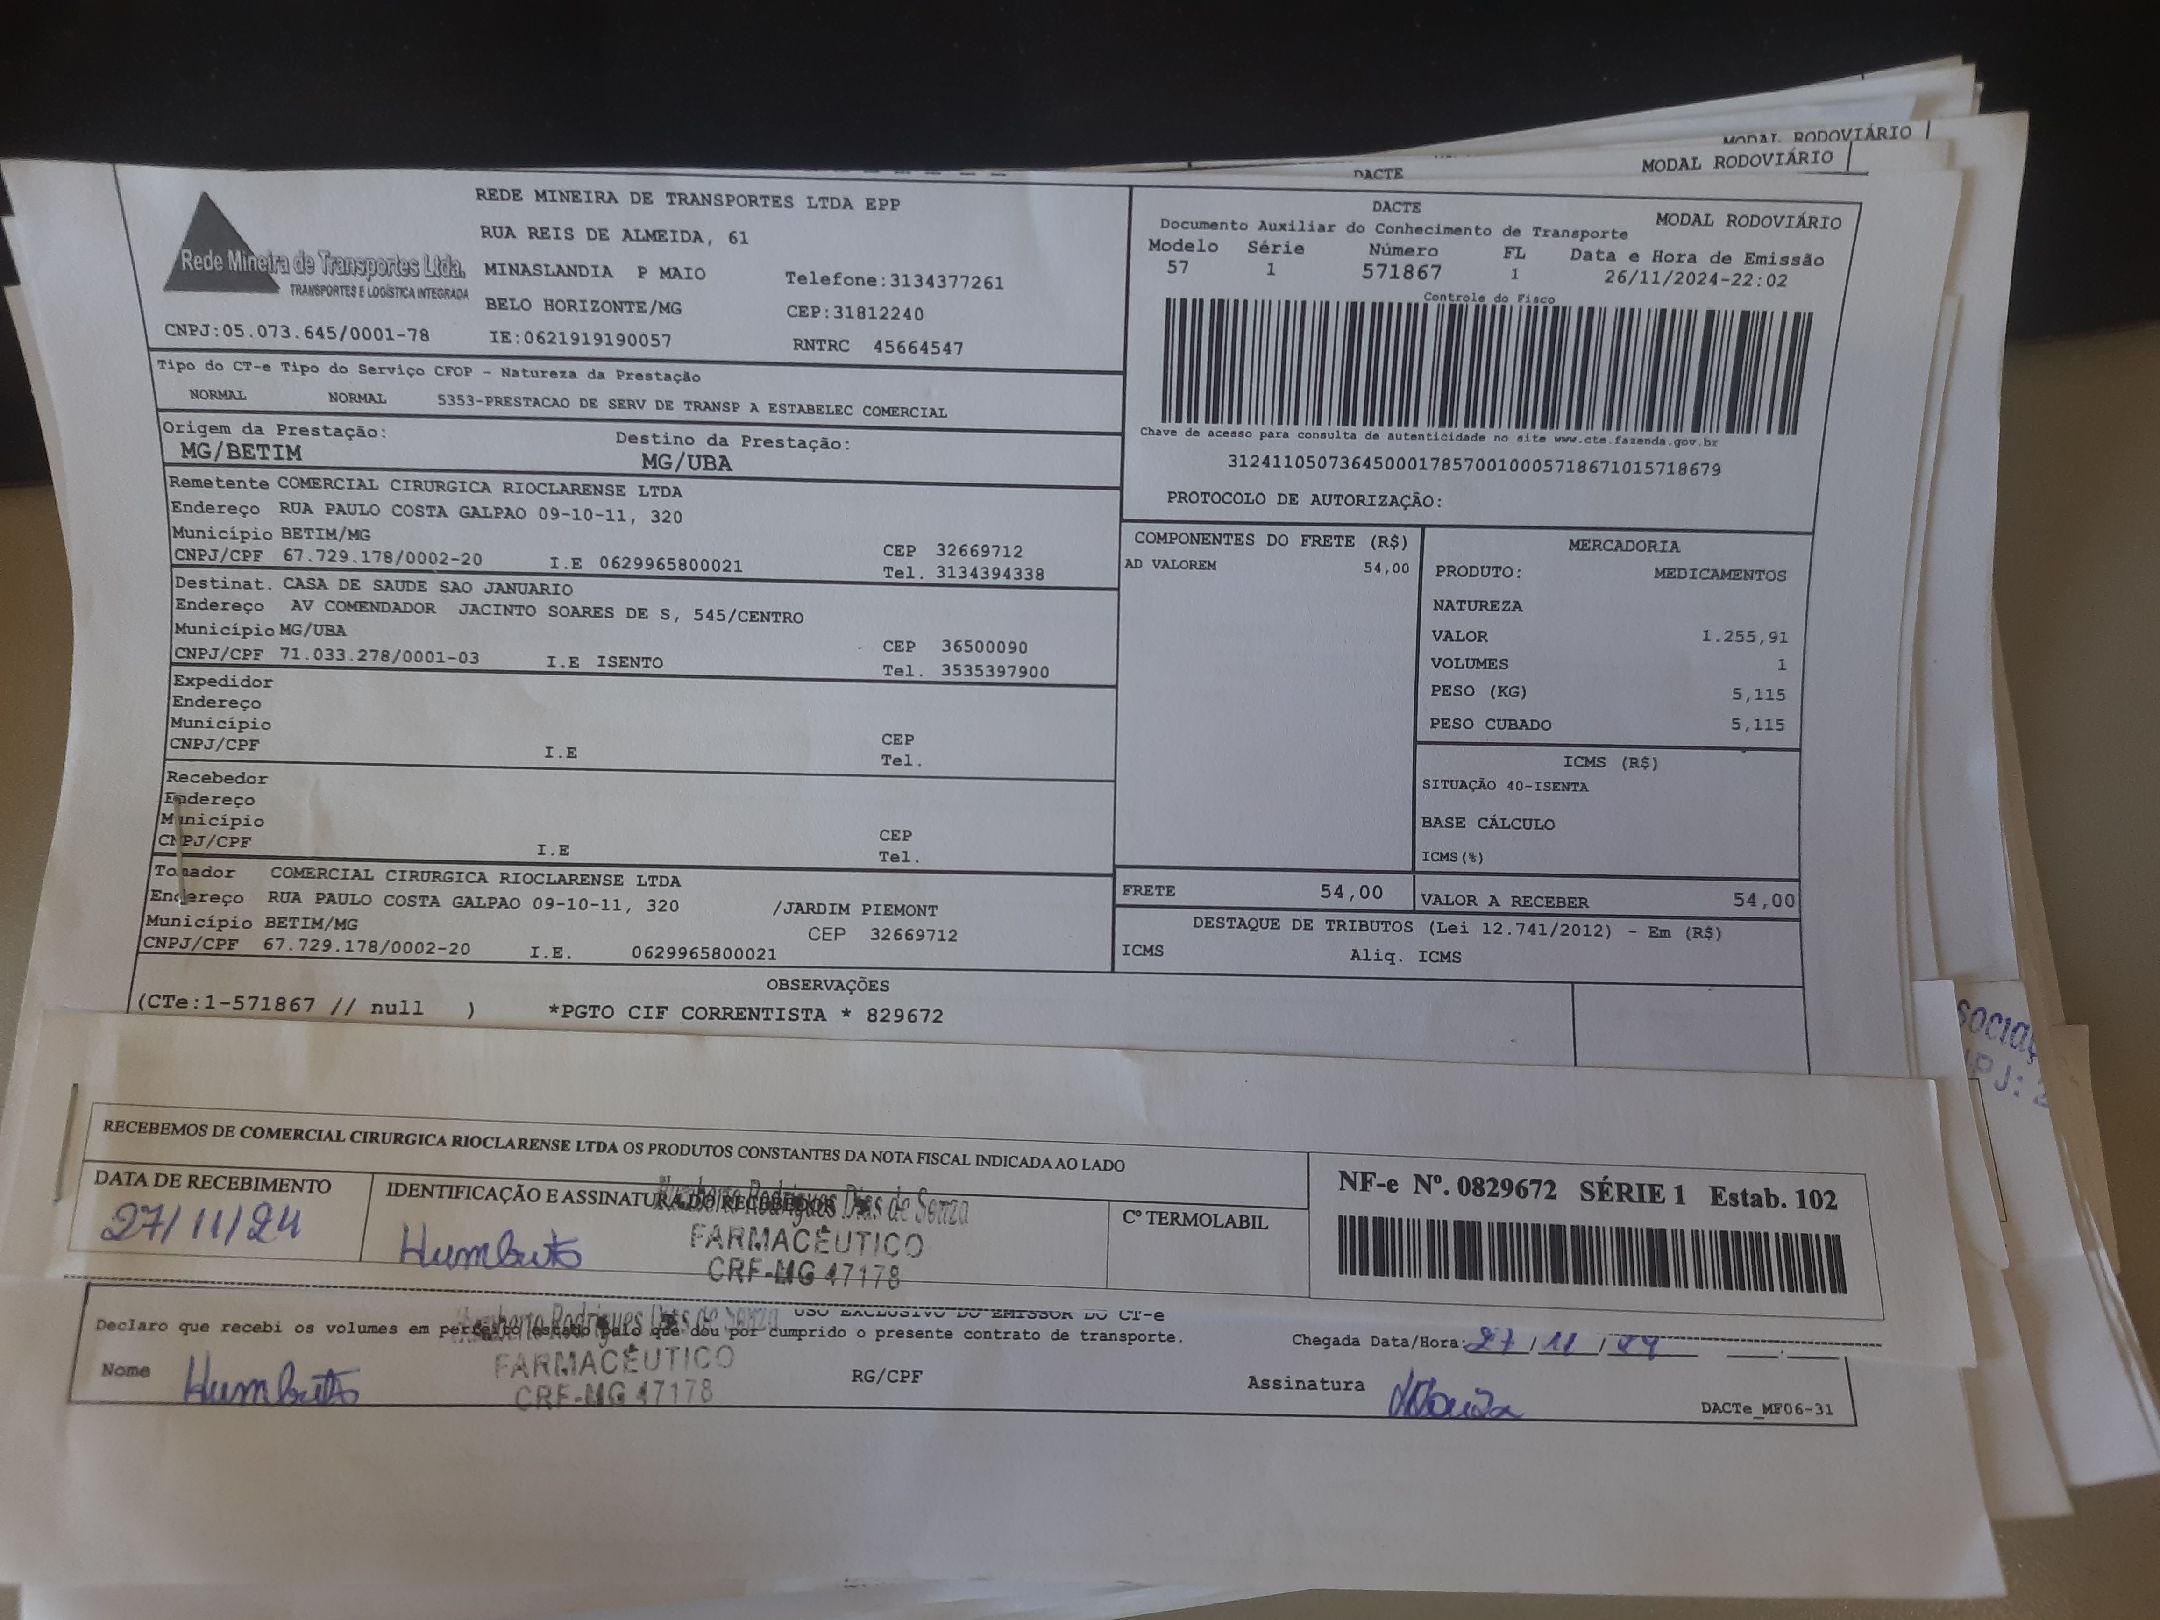 MODAL RODOVIÁRIO
DACTE MODAL RODOVIÁRIO
Rede Mineira de Transportes Ltda.
TRANSPORTES E LOGÍSTICA INTEGRADA
REDE MINEIRA DE TRANSPORTES LTDA EPP
RUA REIS DE ALMEIDA, 61
MINASLANDIA P MAIO Telefone:3134377261
BELO HORIZONTE/MG CEP:31812240
CNPJ:05.073.645/0001-78 IE:0621919190057 RNTRC 45664547
DACTE MODAL RODOVIÁRIO
Documento Auxiliar do Conhecimento de Transporte
Modelo Série Número FL Data e Hora de Emissão
57 1 571867 1 26/11/2024-22:02
Controle do Fisco
Chave de acesso para consulta de autenticidade no site www.cte.fazenda.gov.br
31241105073645000178570010005718671015718679
PROTOCOLO DE AUTORIZAÇÃO:
Tipo do CT-e Tipo do Serviço CFOP - Natureza da Prestação
NORMAL NORMAL 5353-PRESTACAO DE SERV DE TRANSP A ESTABELEC COMERCIAL
Origem da Prestação: Destino da Prestação:
MG/BETIM MG/UBA
Remetente COMERCIAL CIRURGICA RIOCLARENSE LTDA
Endereço RUA PAULO COSTA GALPAO 09-10-11, 320
Município BETIM/MG CEP 32669712
CNPJ/CPF 67.729.178/0002-20 I.E 0629965800021 Tel. 3134394338
Destinat. CASA DE SAUDE SAO JANUARIO
Endereço AV COMENDADOR JACINTO SOARES DE S, 545/CENTRO
Município MG/UBA CEP 36500090
CNPJ/CPF 71.033.278/0001-03 I.E ISENTO Tel. 3535397900
Expedidor
Endereço
Município CEP
CNPJ/CPF I.E Tel.
Recebedor
Endereço
Município CEP
CNPJ/CPF I.E Tel.
Tomador COMERCIAL CIRURGICA RIOCLARENSE LTDA
Endereço RUA PAULO COSTA GALPAO 09-10-11, 320 /JARDIM PIEMONT
Município BETIM/MG CEP 32669712
CNPJ/CPF 67.729.178/0002-20 I.E. 0629965800021
COMPONENTES DO FRETE (R$)
AD VALOREM 54,00
MERCADORIA
PRODUTO: MEDICAMENTOS
NATUREZA
VALOR 1.255,91
VOLUMES 1
PESO (KG) 5,115
PESO CUBADO 5,115
ICMS (R$)
SITUAÇÃO 40-ISENTA
BASE CÁLCULO
ICMS(%)
FRETE 54,00 VALOR A RECEBER 54,00
DESTAQUE DE TRIBUTOS (Lei 12.741/2012) - Em (R$)
ICMS Aliq. ICMS
OBSERVAÇÕES
(CTe:1-571867 // null ) *PGTO CIF CORRENTISTA * 829672
RECEBEMOS DE COMERCIAL CIRURGICA RIOCLARENSE LTDA OS PRODUTOS CONSTANTES DA NOTA FISCAL INDICADA AO LADO
DATA DE RECEBIMENTO IDENTIFICAÇÃO E ASSINATURA DO RECEBEDOR Cº TERMOLABIL
27/11/24 Humberto
Humberto Rodrigues Dias de Souza
FARMACÊUTICO
CRF-MG 47178
NF-e Nº. 0829672 SÉRIE 1 Estab. 102
USO EXCLUSIVO DO EMISSOR DO CT-e
Declaro que recebi os volumes em perfeito estado pelo que dou por cumprido o presente contrato de transporte. Chegada Data/Hora: 27/11/24
Nome Humberto RG/CPF Assinatura HDouza
Humberto Rodrigues Dias de Souza
FARMACÊUTICO
CRF-MG 47178
DACTe_MF06-31